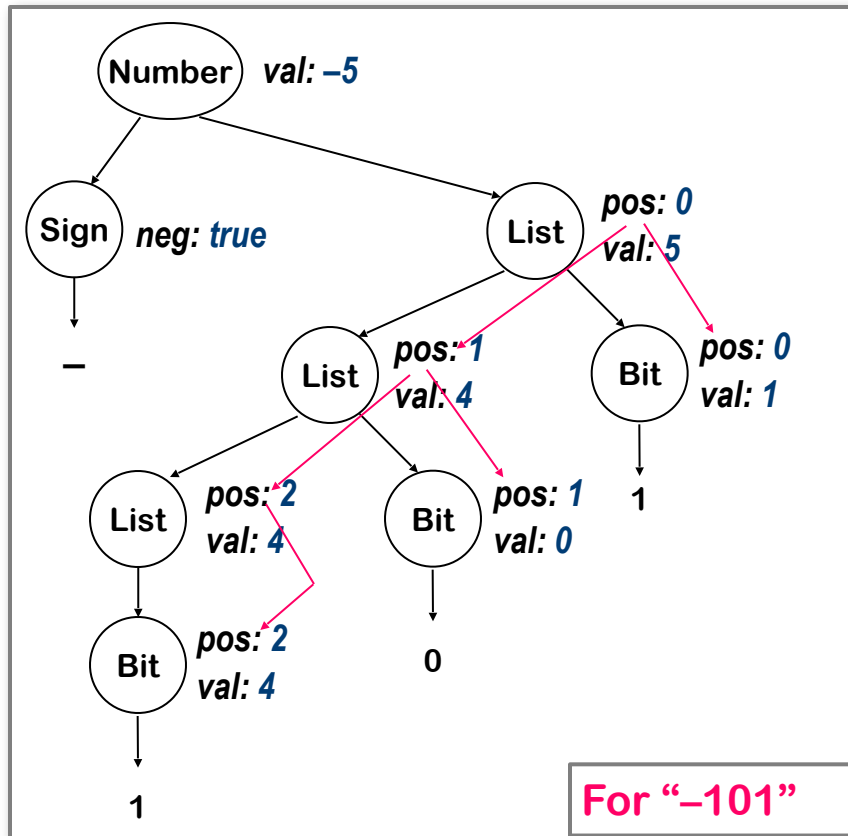 Number val: –5
Sign neg: true
List pos: 0
val: 5
–
List pos: 1
val: 4
Bit pos: 0
val: 1
List pos: 2
val: 4
Bit pos: 1
val: 0
1
Bit pos: 2
val: 4
0
1
For “–101”